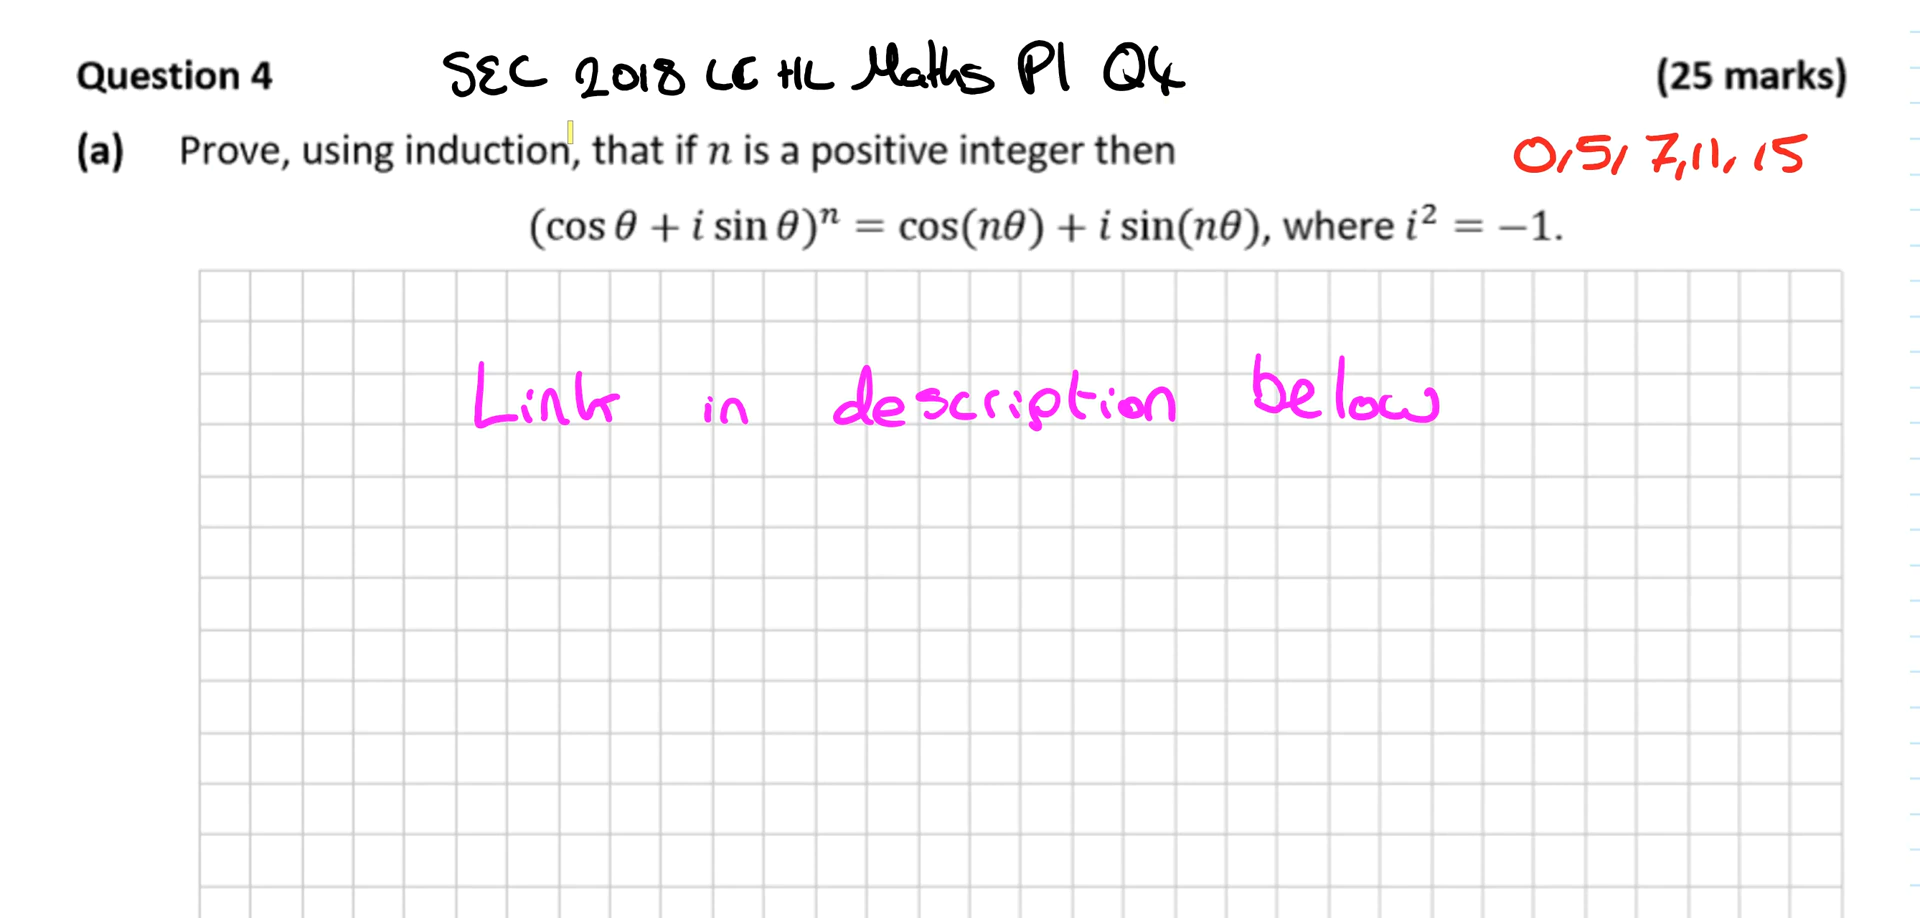 Question 4 SEC 2018 LC HL Maths P1 Q4 (25 marks)
(a) Prove, using induction, that if n is a positive integer then 0,5,7,11,15
(cos θ + i sin θ)ⁿ = cos(nθ) + i sin(nθ), where i² = −1.
Link in description below